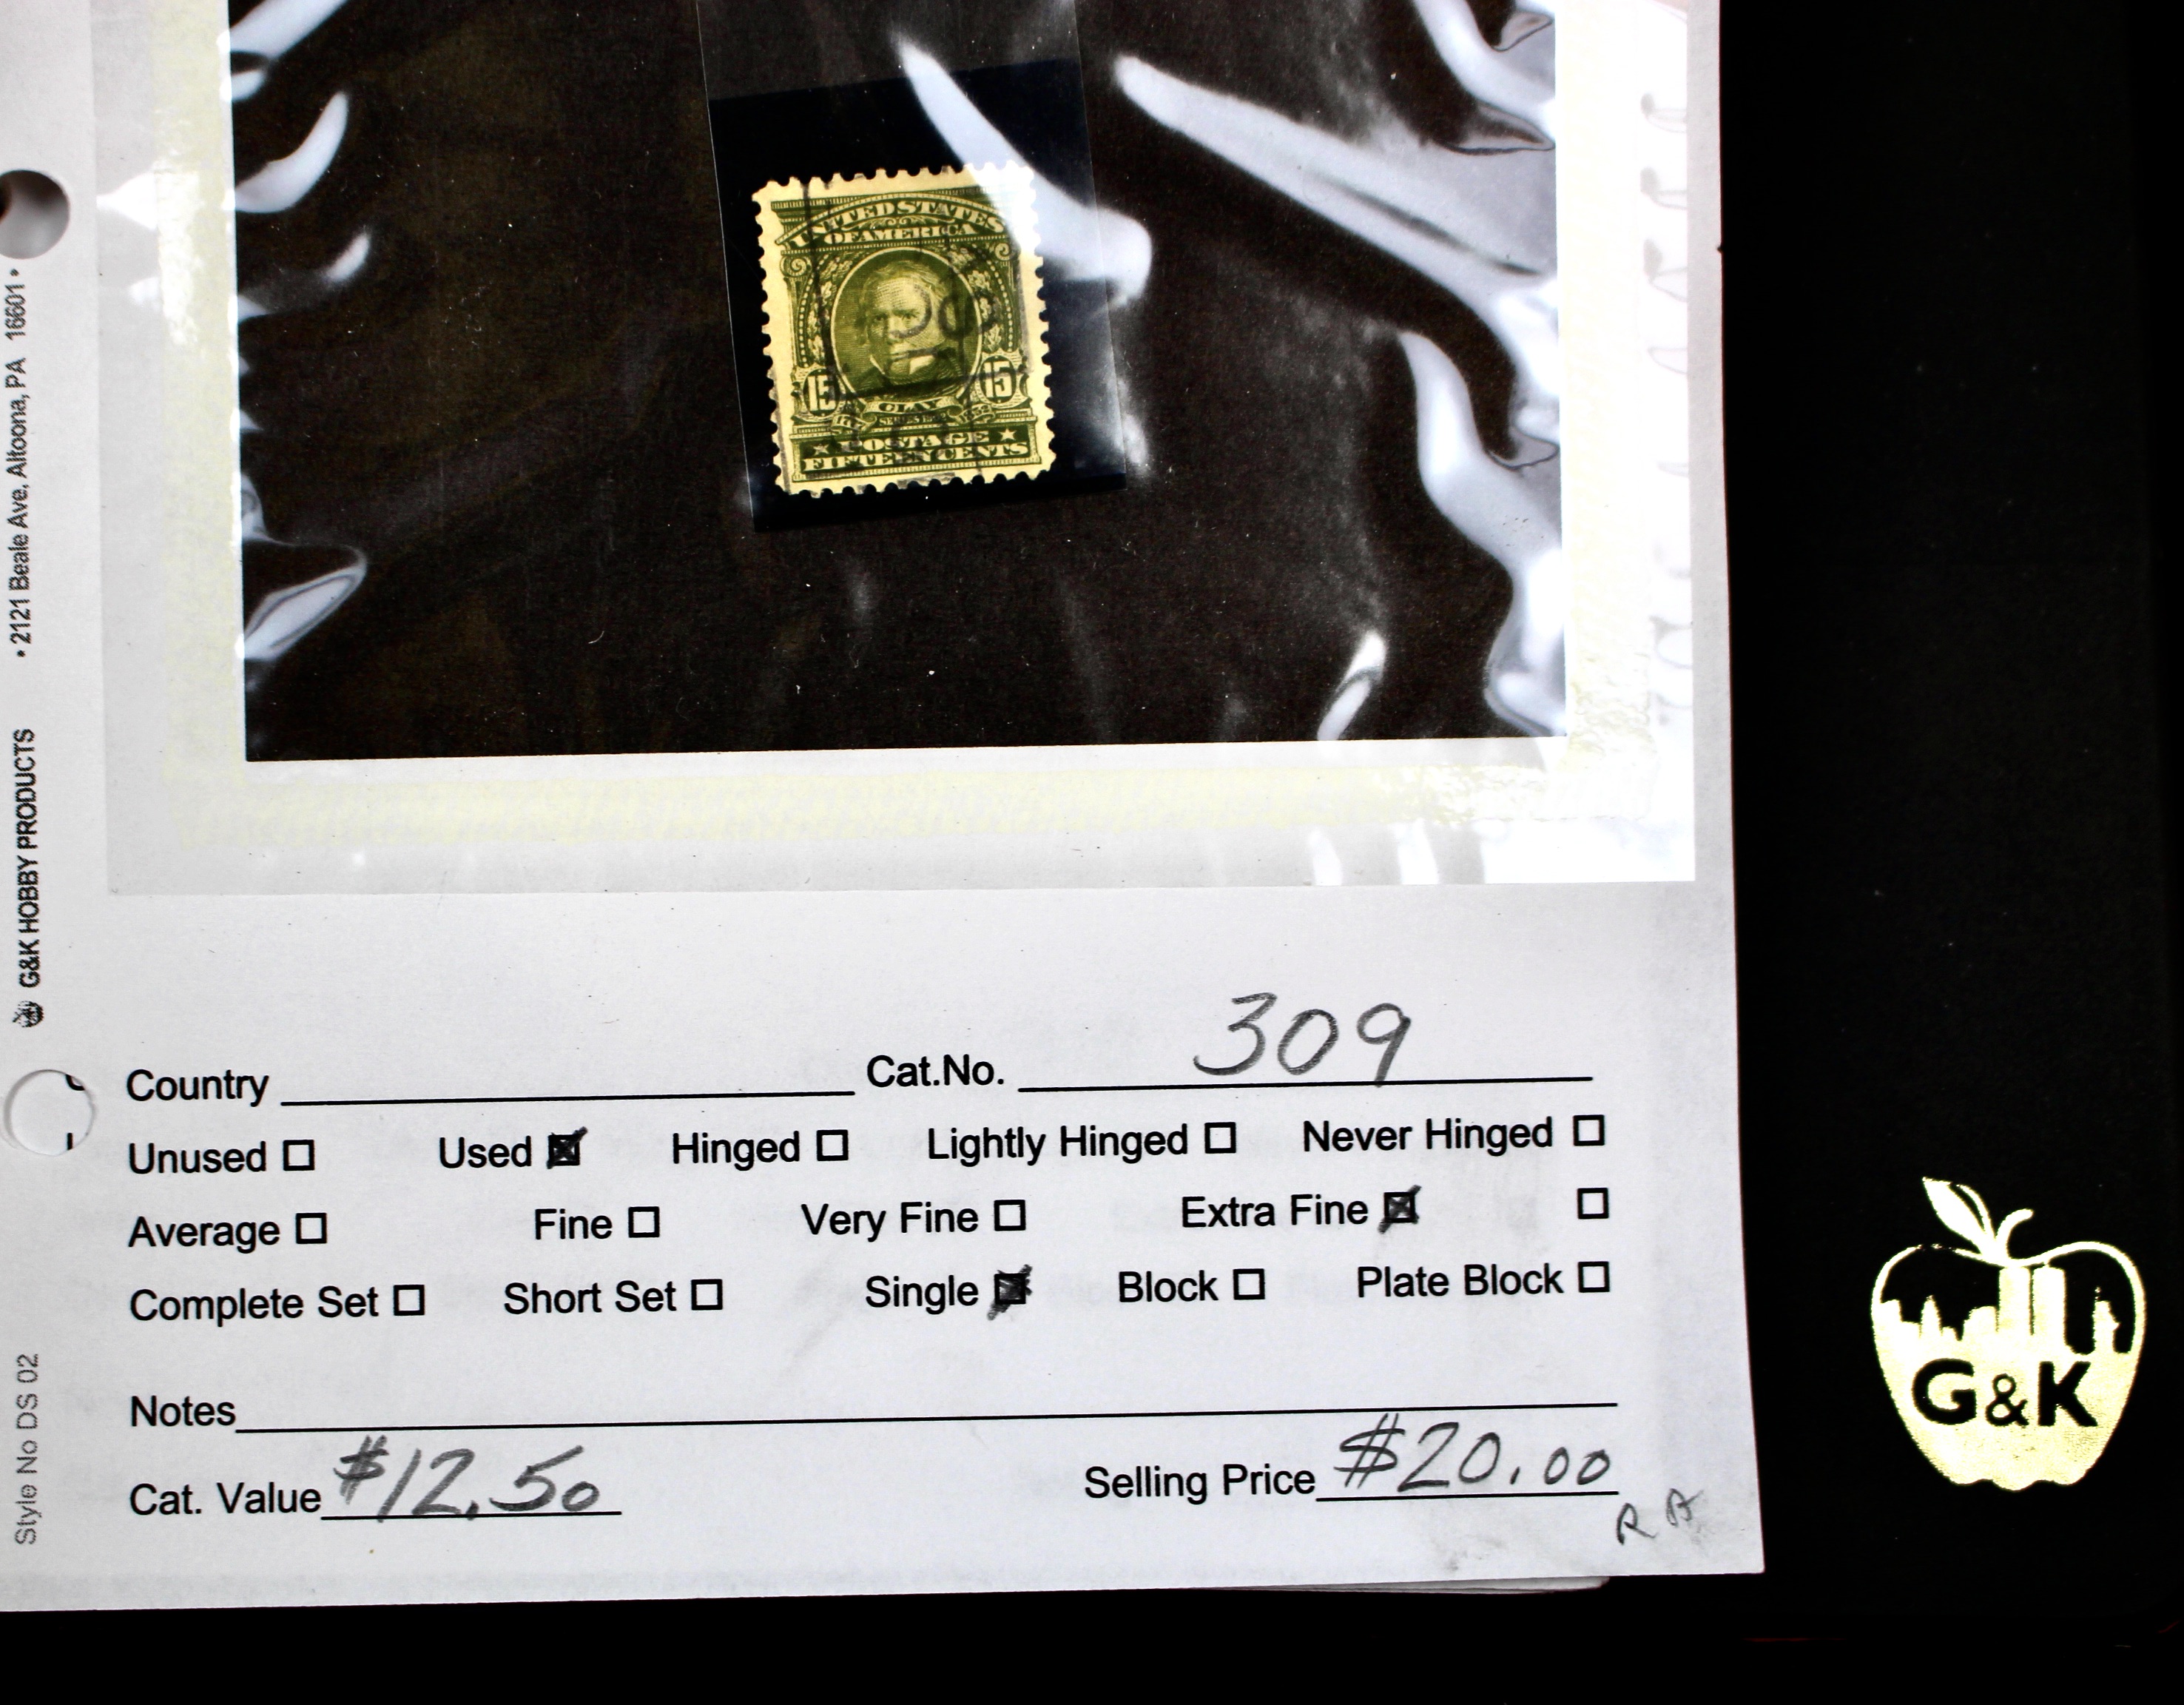 UNITED STATES
OF AMERICA
15 15
CLAY
POSTAGE
FIFTEEN CENTS
G&K HOBBY PRODUCTS • 2121 Beale Ave, Altoona, PA 16601 •
Style No DS 02
Country Cat.No. 309
Unused Used Hinged Lightly Hinged Never Hinged
Average Fine Very Fine Extra Fine
Complete Set Short Set Single Block Plate Block
Notes
Cat. Value $12.50 Selling Price $20.00
G&K